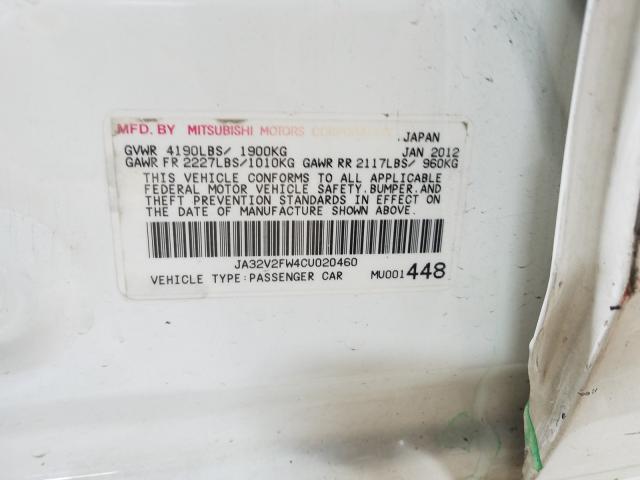 MFD. BY MITSUBISHI MOTORS CORPORATION, JAPAN
GVWR 4190LBS/ 1900KG JAN 2012
GAWR FR 2227LBS/1010KG GAWR RR 2117LBS/ 960KG
THIS VEHICLE CONFORMS TO ALL APPLICABLE
FEDERAL MOTOR VEHICLE SAFETY.BUMPER.AND
THEFT PREVENTION STANDARDS IN EFFECT ON
THE DATE OF MANUFACTURE SHOWN ABOVE.
JA32V2FW4CU020460
VEHICLE TYPE:PASSENGER CAR MU001448